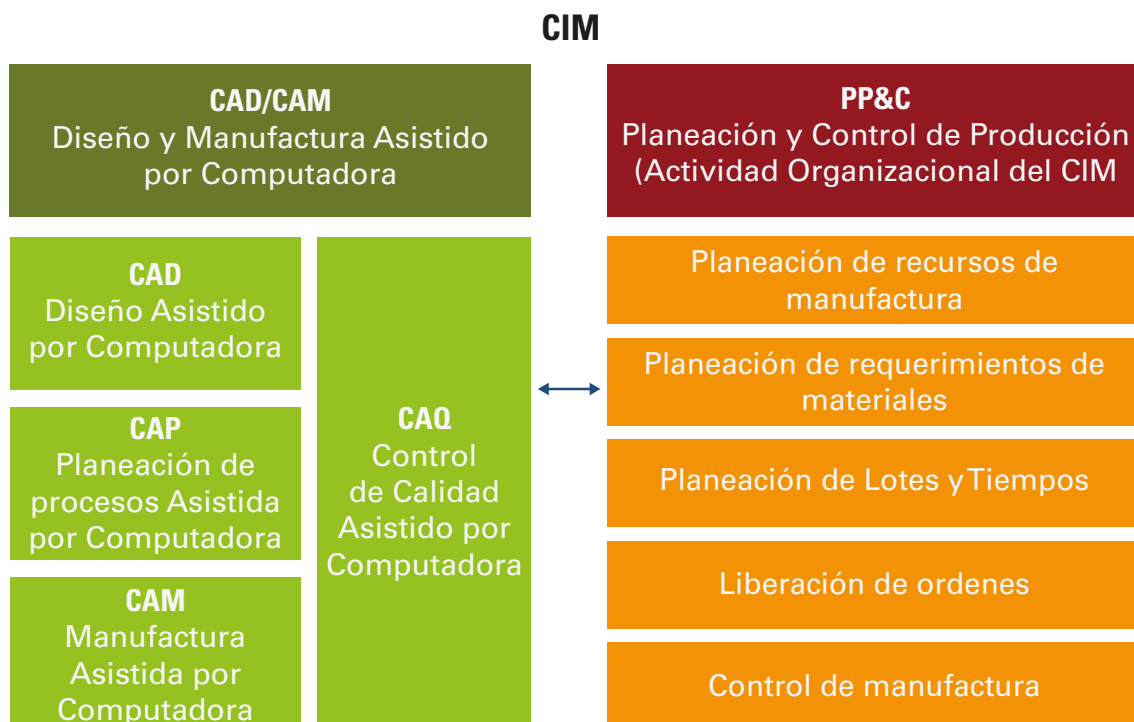 CIM
CAD/CAM
Diseño y Manufactura Asistido
por Computadora
CAD
Diseño Asistido
por Computadora
CAP
Planeación de
procesos Asistida
por Computadora
CAM
Manufactura
Asistida por
Computadora
CAQ
Control
de Calidad
Asistido por
Computadora
PP&C
Planeación y Control de Producción
(Actividad Organizacional del CIM
Planeación de recursos de
manufactura
Planeación de requerimientos de
materiales
Planeación de Lotes y Tiempos
Liberación de ordenes
Control de manufactura